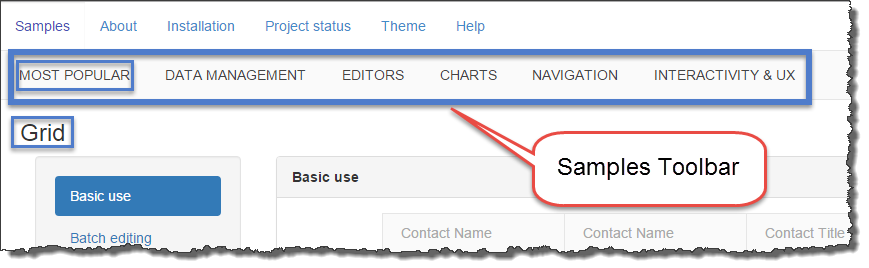 Samples About Installation Project status Theme Help
MOST POPULAR DATA MANAGEMENT EDITORS CHARTS NAVIGATION INTERACTIVITY & UX
Grid
Samples Toolbar
Basic use
Basic use
Batch editing
Contact Name Contact Name Contact Title